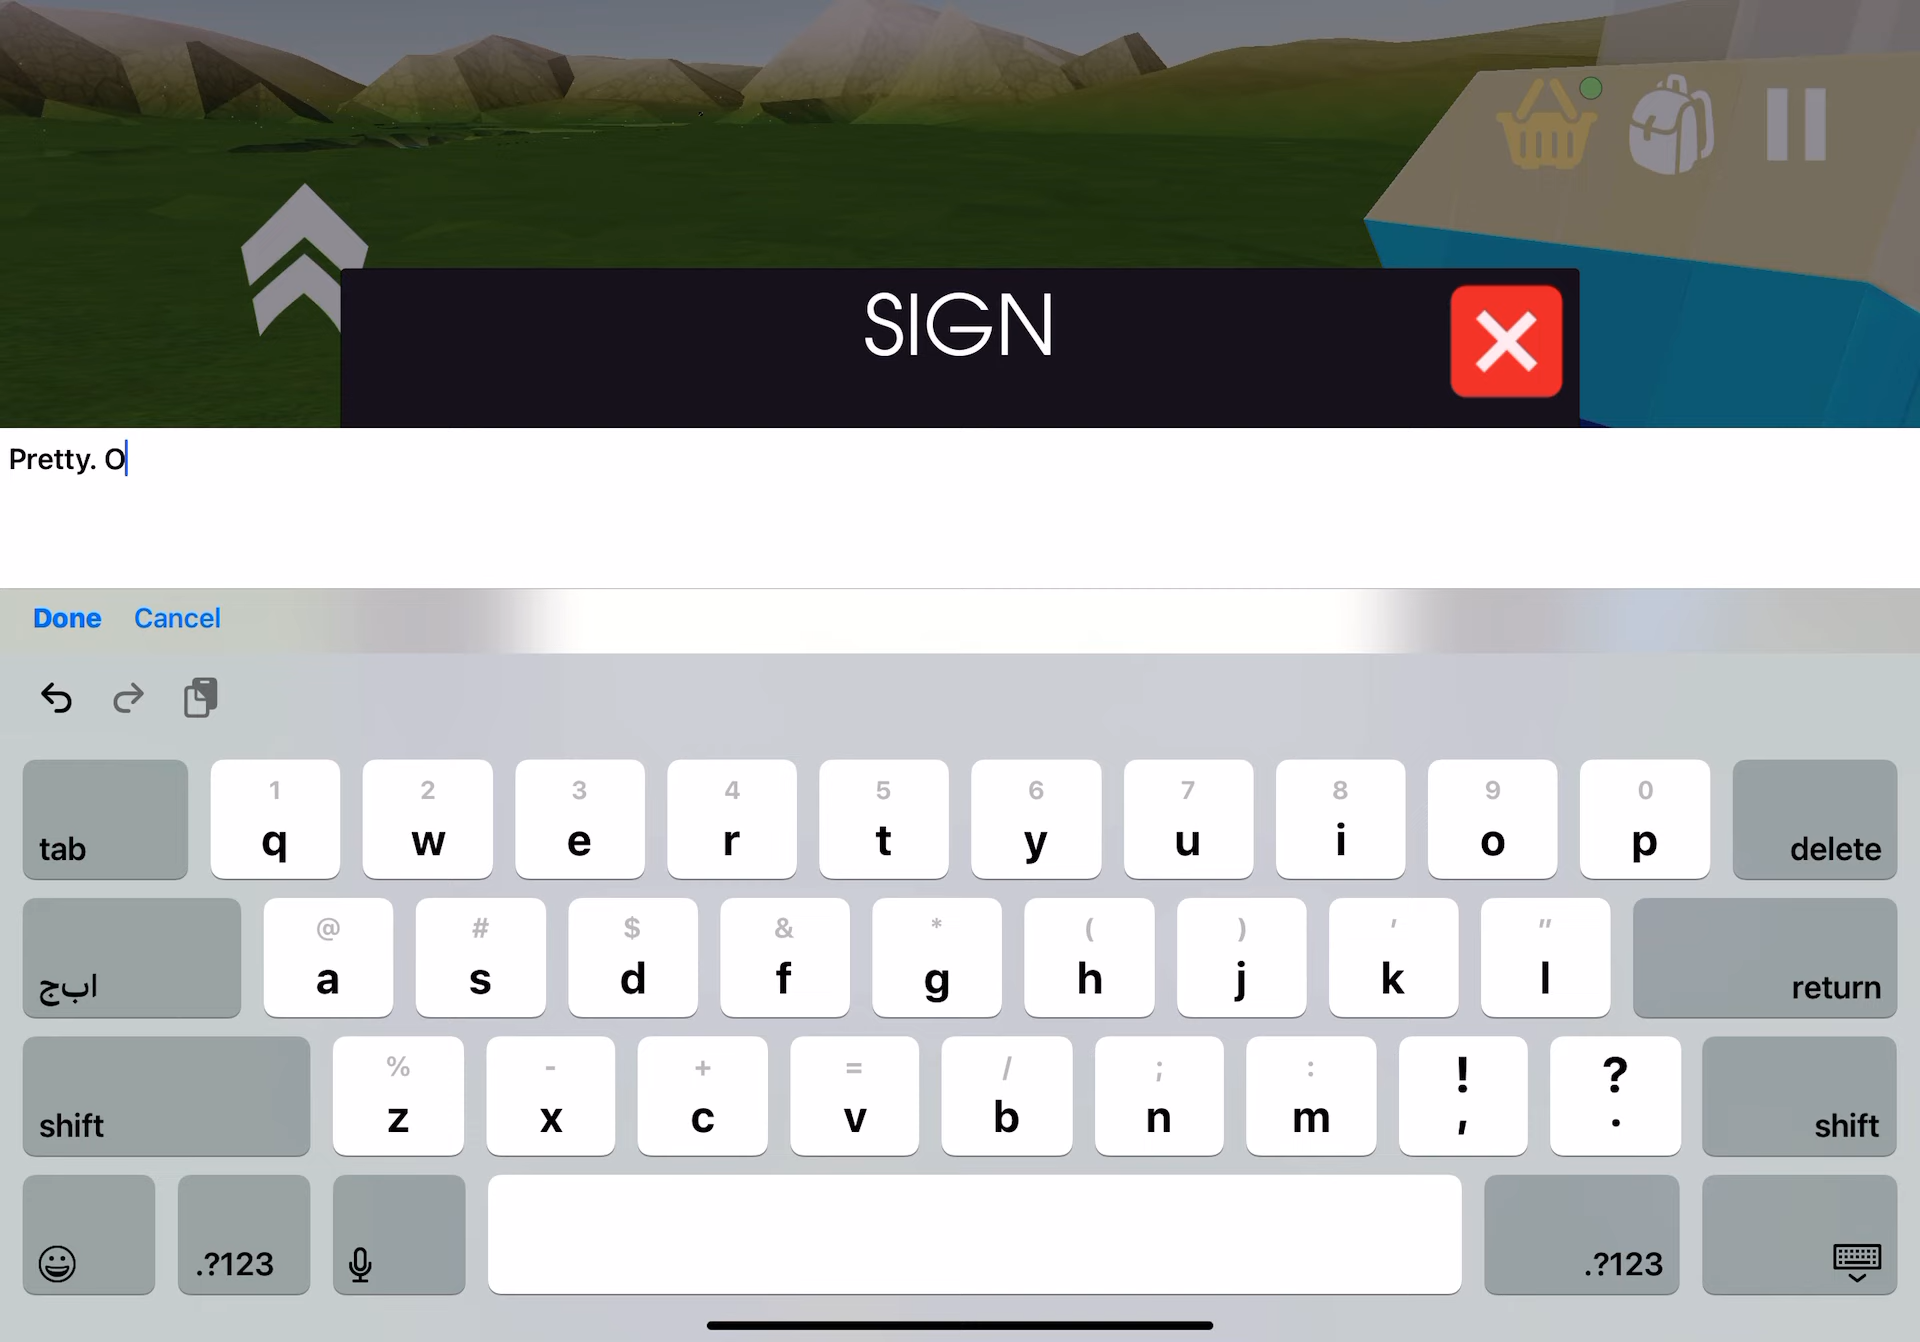 SIGN
Pretty. O
Done Cancel
1 2 3 4 5 6 7 8 9 0
tab q w e r t y u i o p delete
@ # $ & * ( ) ' "
ابج a s d f g h j k l return
% - + = / ; : ! ?
shift z x c v b n m , . shift
.?123 .?123